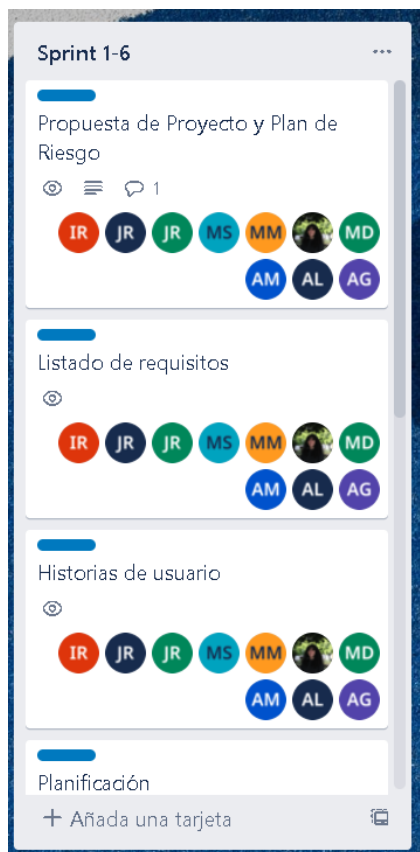 Sprint 1-6
Propuesta de Proyecto y Plan de
Riesgo
1
IR JR JR MS MM MD
AM AL AG
Listado de requisitos
IR JR JR MS MM MD
AM AL AG
Historias de usuario
IR JR JR MS MM MD
AM AL AG
Planificación
+ Añada una tarjeta